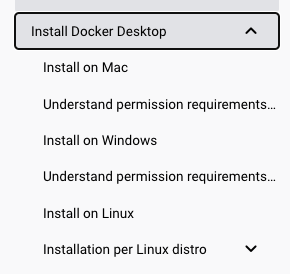 Install Docker Desktop
Install on Mac
Understand permission requirements...
Install on Windows
Understand permission requirements...
Install on Linux
Installation per Linux distro